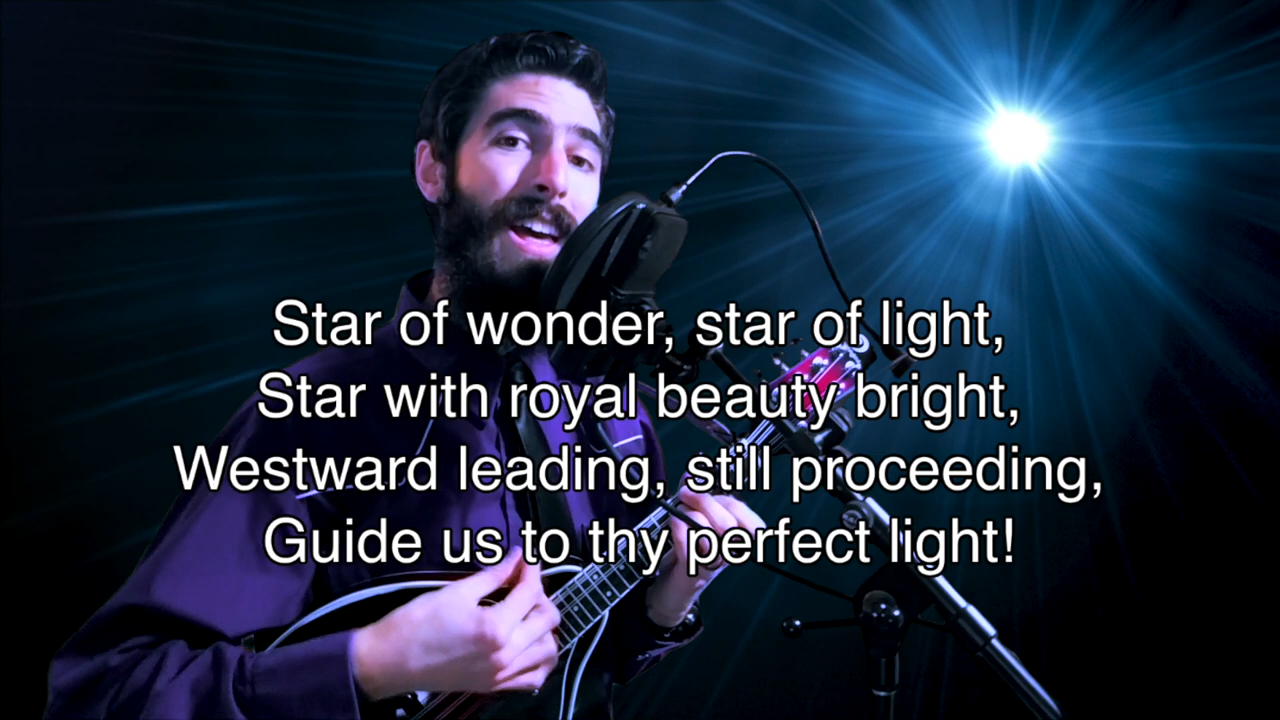 Star of wonder, star of light,
Star with royal beauty bright,
Westward leading, still proceeding,
Guide us to thy perfect light!